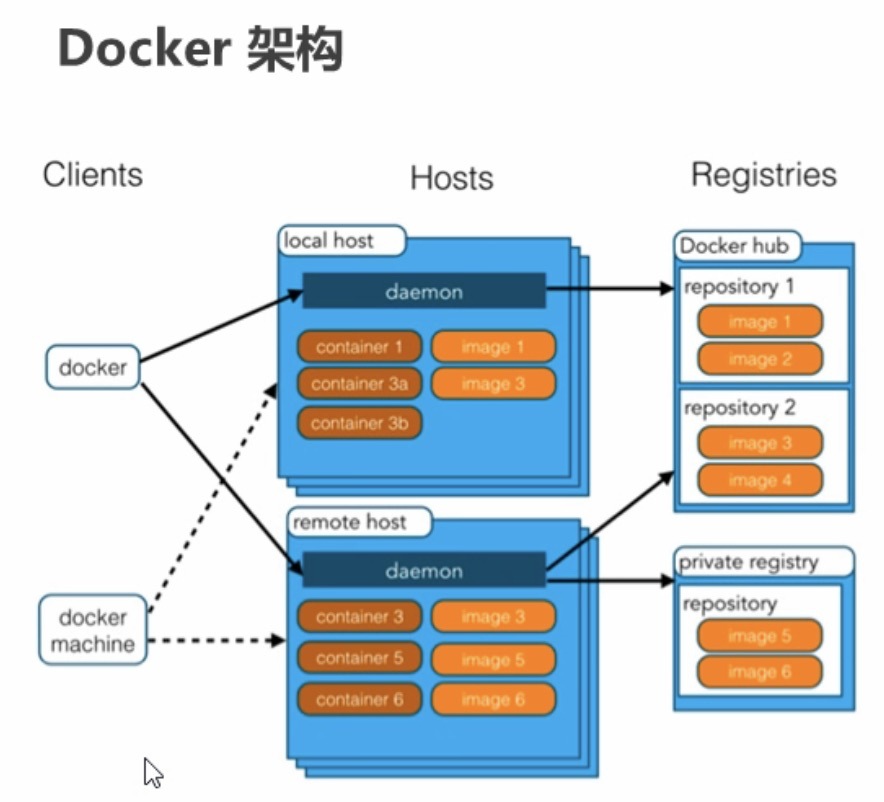 Docker 架构
Clients
Hosts
Registries
docker
docker
machine
local host
daemon
container 1
image 1
container 3a
image 3
container 3b
remote host
daemon
container 3
image 3
container 5
image 5
container 6
image 6
Docker hub
repository 1
image 1
image 2
repository 2
image 3
image 4
private registry
repository
image 5
image 6